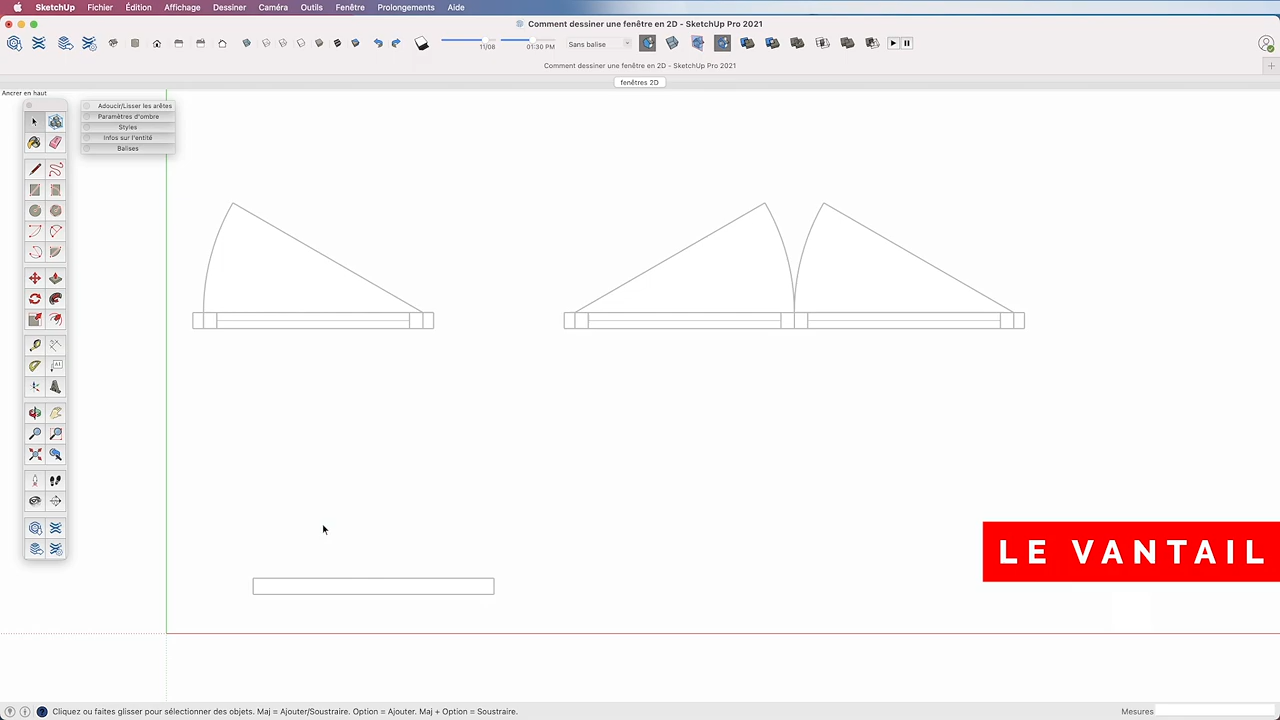 SketchUp Fichier Édition Affichage Dessiner Caméra Outils Fenêtre Prolongements Aide
Comment dessiner une fenêtre en 2D - SketchUp Pro 2021
11/08 01:30 PM Sans balise
Comment dessiner une fenêtre en 2D - SketchUp Pro 2021
fenêtres 2D
Ancrer en haut
Adoucir/Lisser les arêtes
Paramètres d'ombre
Styles
Infos sur l'entité
Balises
LE VANTAIL
Cliquez ou faites glisser pour sélectionner des objets. Maj = Ajouter/Soustraire. Option = Ajouter. Maj + Option = Soustraire. Mesures